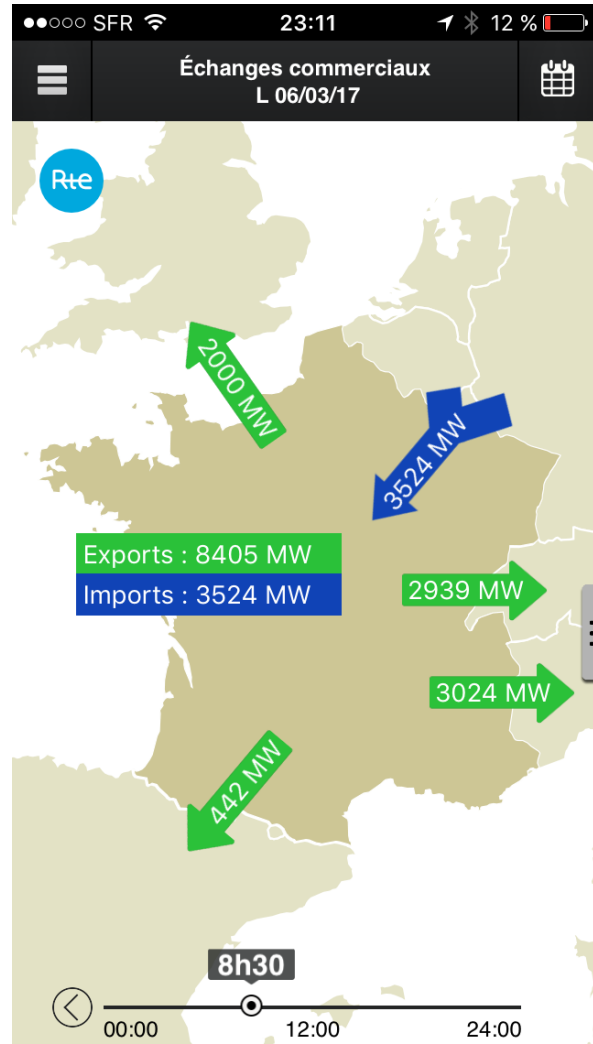 SFR 23:11 12 %
Échanges commerciaux
L 06/03/17
Rte
2000 MW
3524 MW
Exports : 8405 MW
Imports : 3524 MW
2939 MW
3024 MW
442 MW
8h30
00:00 12:00 24:00